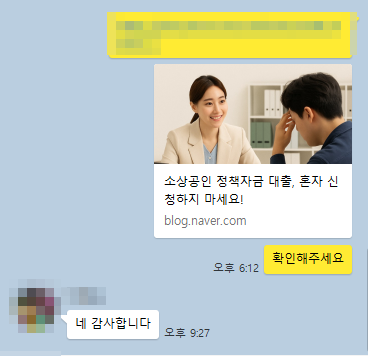 소상공인 정책자금 대출, 혼자 신
청하지 마세요!
blog.naver.com
오후 6:12 확인해주세요
네 감사합니다 오후 9:27